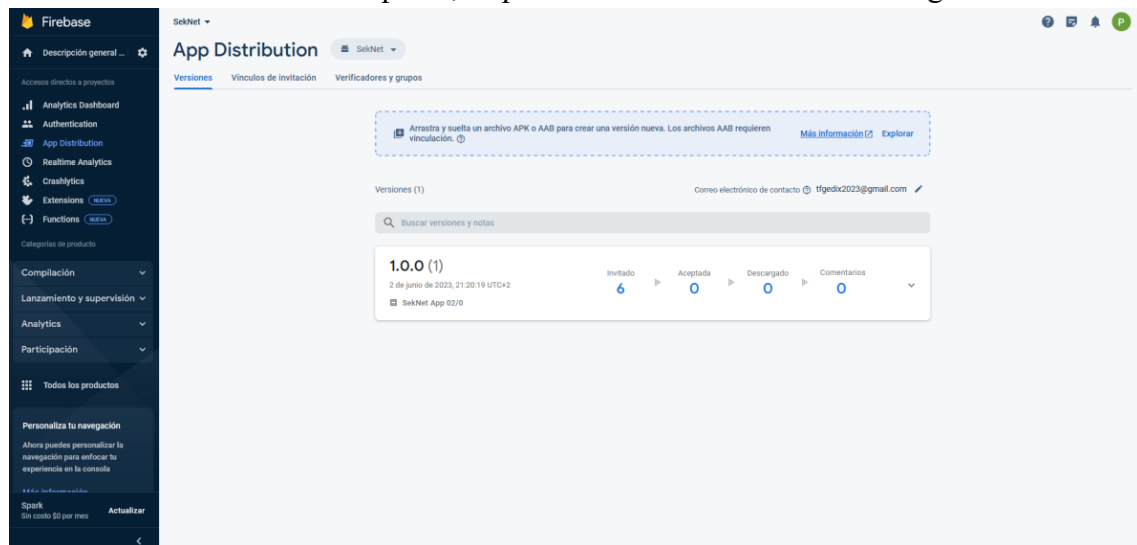 Firebase
Descripción general ...
Accesos directos a proyectos
Analytics Dashboard
Authentication
App Distribution
Realtime Analytics
Crashlytics
Extensions NUEVA
Functions NUEVA
Categorías de producto
Compilación
Lanzamiento y supervisión
Analytics
Participación
Todos los productos
Personaliza tu navegación
Ahora puedes personalizar la
navegación para enfocar tu
experiencia en la consola
Más información
Spark
Sin costo $0 por mes
Actualizar
SekNet
P
App Distribution
SekNet
Versiones Vínculos de invitación Verificadores y grupos
Arrastra y suelta un archivo APK o AAB para crear una versión nueva. Los archivos AAB requieren
vinculación.
Más información Explorar
Versiones (1)
Correo electrónico de contacto tfgedix2023@gmail.com
Buscar versiones y notas
1.0.0 (1)
2 de junio de 2023, 21:20:19 UTC+2
SekNet App 02/0
Invitado Aceptada Descargado Comentarios
6 0 0 0